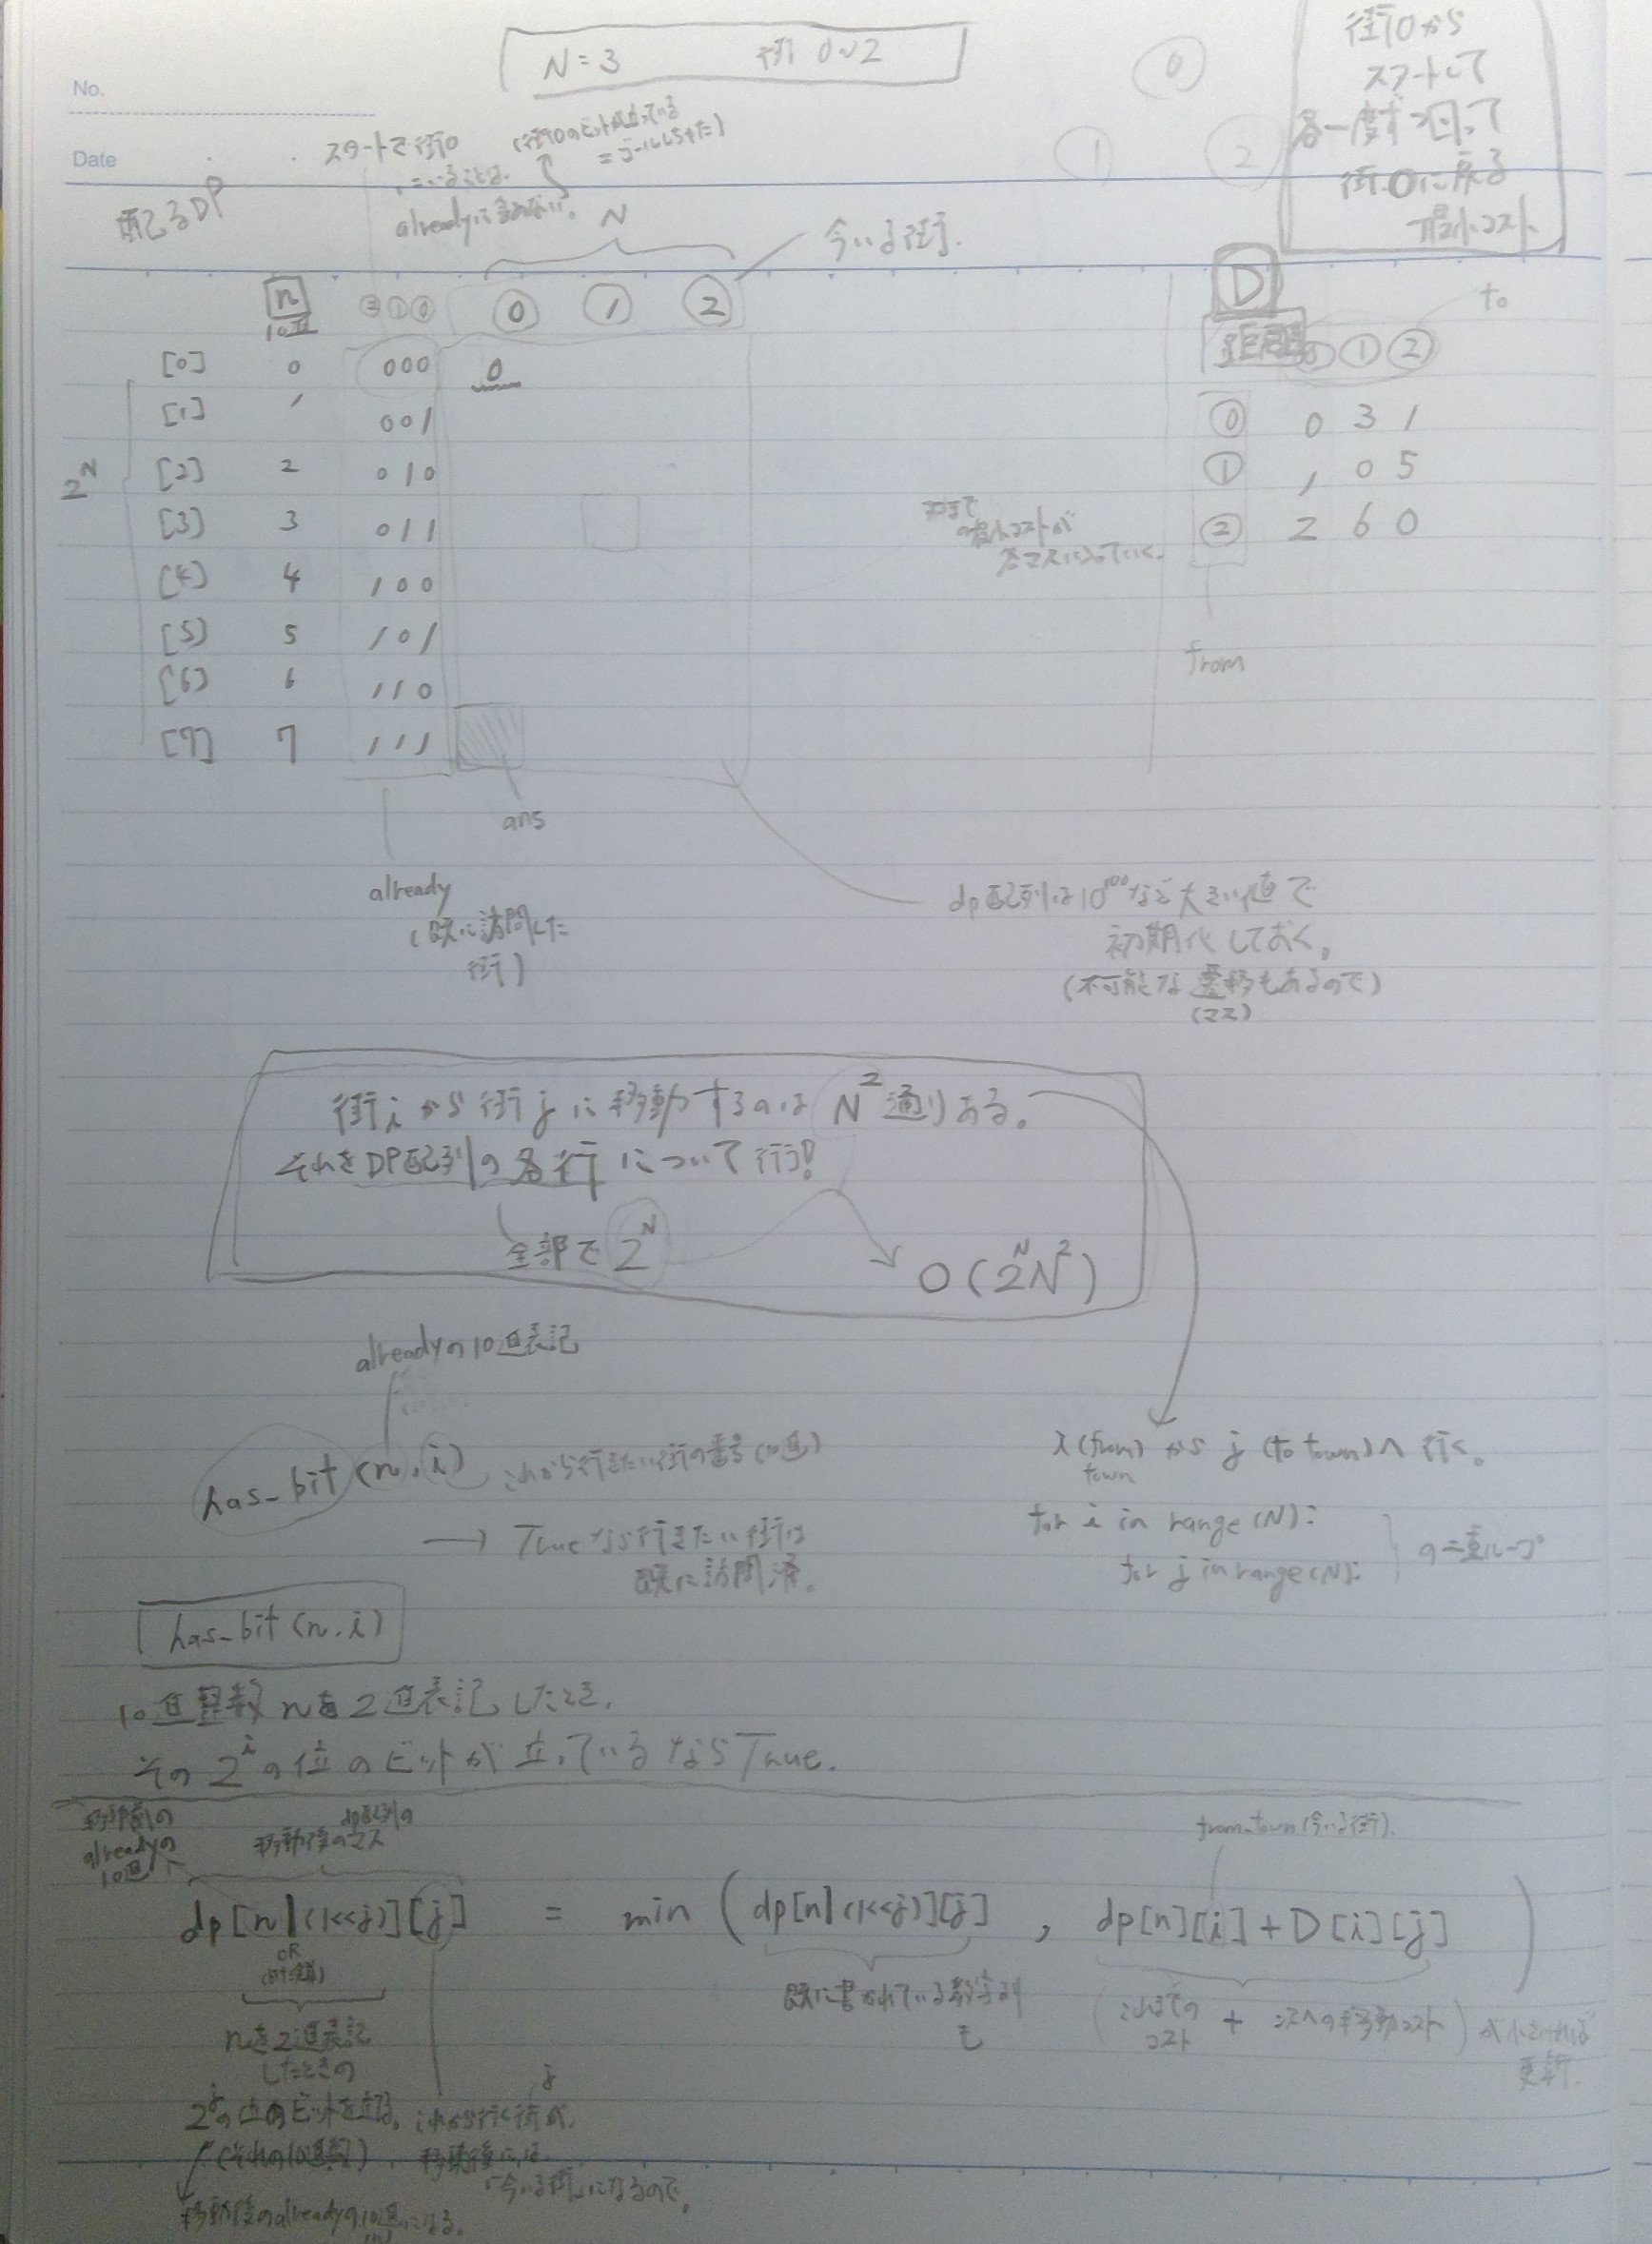 No.
Date
N=3 街 0~2
⓪
① ②
街0から
スタートして
各一度ずつ回って
街0に戻る
最小コスト
スタートで街0
にいることは、
alreadyに含めない。
(街0のビットが立っている
=ゴールしちゃった)
配るDP
N
今いる街
n
10進
② ① ⓪
⓪ ① ②
[0] 0 000 0
[1] 1 001
[2] 2 010
[3] 3 011
[4] 4 100
[5] 5 101
[6] 6 110
[7] 7 111
2^N
ans
already
(既に訪問した
街)
D
距離
to
⓪ ① ②
⓪ 0 3 1
① 1 0 5
② 2 6 0
from
の最小コストが
各マスに入っていく。
dp配列は10^100など大きい値で
初期化しておく。
(不可能な遷移もあるので)
(マス)
街iから街jに移動するのはN^2通りある。
それをDP配列の各行について行う!
全部で2^N
O(2^N N^2)
alreadyの10進表記
has_bit(n, i) これから行きたい街の番号(10進)
→ Trueなら行きたい街は
既に訪問済。
i(from town)からj(to town)へ行く。
for i in range(N):
for j in range(N):
の二重ループ
has_bit(n, i)
10進整数nを2進表記したとき、
その2^iの位のビットが立っているならTrue.
移動前の
alreadyの
10進
dp配列の
移動後のマス
from_town(今いる街)
dp[n|(1<<j)][j] = min(dp[n|(1<<j)][j], dp[n][i]+D[i][j])
OR
(bit演算)
nを2進表記
したときの
2^jの位のビットを立てる。
(それの10進数)
移動後のalreadyの10進になる。
(n)
これから行く街jが、
移動後には
「今いる街」になるので。
既に書かれている数字より
も
(これまでのコスト + 次への移動コスト)が小さければ
更新.